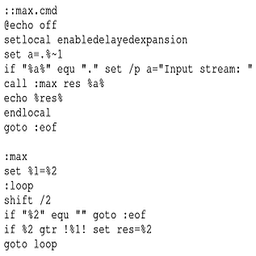 ::max.cmd
@echo off
setlocal enabledelayedexpansion
set a=.%~1
if "%a%" equ "." set /p a="Input stream: "
call :max res %a%
echo %res%
endlocal
goto :eof

:max
set %1=%2
:loop
shift /2
if "%2" equ "" goto :eof
if %2 gtr !%1! set res=%2
goto loop